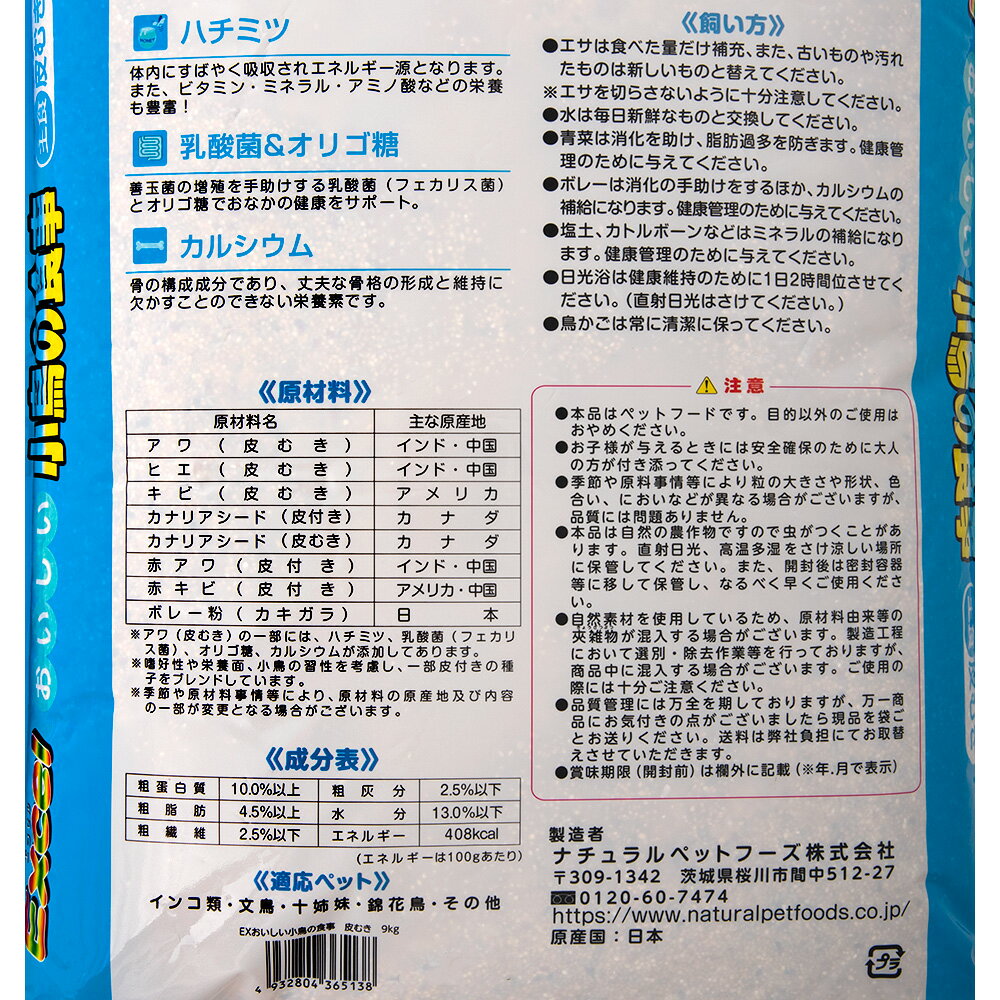 ハチミツ
体内にすばやく吸収されエネルギー源となります。
また、ビタミン・ミネラル・アミノ酸などの栄養
も豊富！
乳酸菌&オリゴ糖
善玉菌の増殖を手助けする乳酸菌（フェカリス菌）
とオリゴ糖でおなかの健康をサポート。
カルシウム
骨の構成成分であり、丈夫な骨格の形成と維持に
欠かすことのできない栄養素です。
《飼い方》
●エサは食べた量だけ補充、また、古いものや汚れ
たものは新しいものと替えてください。
※エサを切らさないように十分注意してください。
●水は毎日新鮮なものと交換してください。
●青菜は消化を助け、脂肪過多を防ぎます。健康管
理のために与えてください。
●ボレーは消化の手助けをするほか、カルシウムの
補給になります。健康管理のために与えてください。
●塩土、カトルボーンなどはミネラルの補給になり
ます。健康管理のために与えてください。
●日光浴は健康維持のために1日2時間位させてく
ださい。（直射日光はさけてください。）
●鳥かごは常に清潔に保ってください。
《原材料》
原材料名 主な原産地
アワ（皮むき） インド・中国
ヒエ（皮むき） インド・中国
キビ（皮むき） アメリカ
カナリアシード（皮付き） カナダ
カナリアシード（皮むき） カナダ
赤アワ（皮付き） インド・中国
赤キビ（皮付き） アメリカ・中国
ボレー粉（カキガラ） 日本
※アワ（皮むき）の一部には、ハチミツ、乳酸菌（フェカリ
ス菌）、オリゴ糖、カルシウムが添加してあります。
※嗜好性や栄養面、小鳥の習性を考慮し、一部皮付きの種
子をブレンドしています。
※季節や原材料事情等により、原材料の原産地及び内容
の一部が変更となる場合がございます。
《成分表》
粗蛋白質 10.0%以上 粗灰分 2.5%以下
粗脂肪 4.5%以上 水分 13.0%以下
粗繊維 2.5%以下 エネルギー 408kcal
（エネルギーは100gあたり）
《適応ペット》
インコ類・文鳥・十姉妹・錦花鳥・その他
EXおいしい小鳥の食事 皮むき 9kg
4 932804 365138
注意
●本品はペットフードです。目的以外のご使用は
おやめください。
●お子様が与えるときには安全確保のために大人
の方が付き添ってください。
●季節や原料事情等により粒の大きさや形状、色
合い、においなどが異なる場合がございますが、
品質には問題ありません。
●本品は自然の農作物ですので虫がつくことがあ
ります。直射日光、高温多湿をさけ涼しい場所
に保管してください。また、開封後は密封容器
等に移して保管し、なるべく早くご使用くださ
い。
●自然素材を使用しているため、原材料由来等の
夾雑物が混入する場合がございます。製造工程
において選別・除去作業等を行っておりますが、
商品中に混入する場合がございます。ご使用の
際には十分ご注意ください。
●品質管理には万全を期しておりますが、万一商
品にお気付きの点がございましたら現品を袋ご
とお送りください。送料は弊社負担にてお取替
えさせていただきます。
●賞味期限（開封前）は欄外に記載（※年.月で表示）
製造者
ナチュラルペットフーズ株式会社
〒309-1342 茨城県桜川市間中512-27
0120-60-7474
https://www.naturalpetfoods.co.jp/
原産国：日本
プラ
おいしい
小鳥の食事